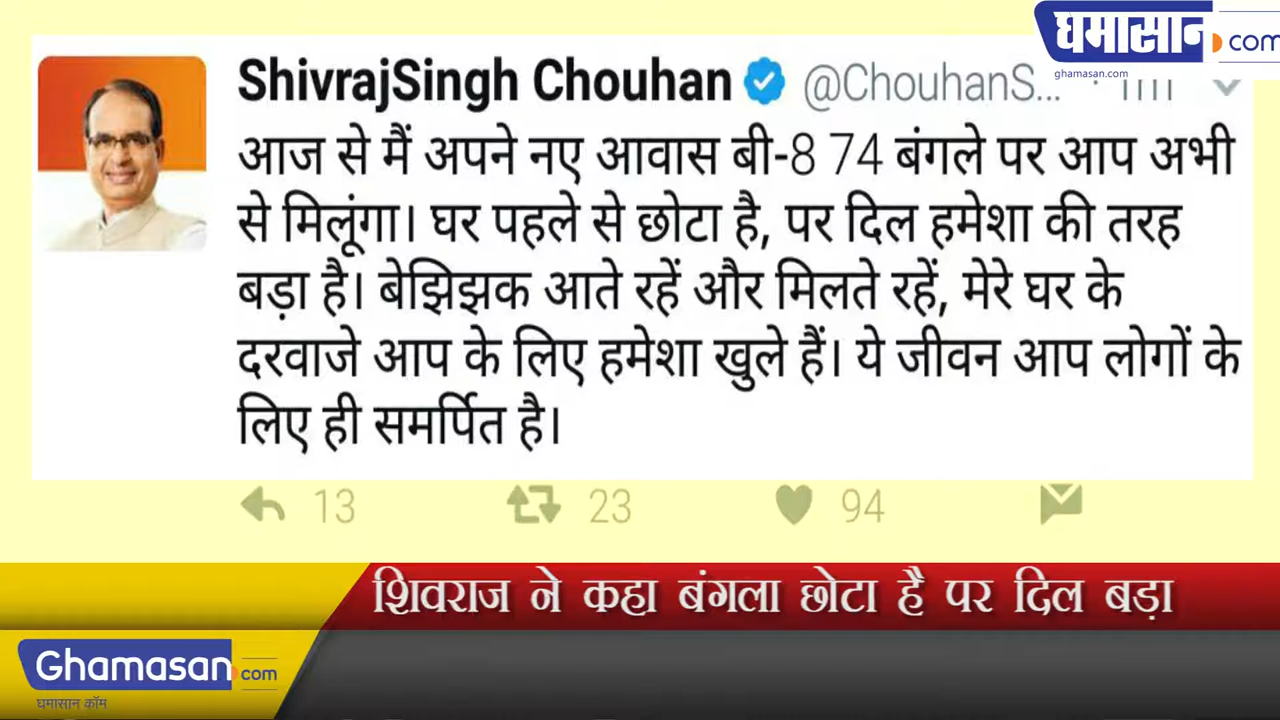 घमासान.com
ghamasan.com
ShivrajSingh Chouhan @ChouhanS...
आज से मैं अपने नए आवास बी-8 74 बंगले पर आप अभी
से मिलूंगा। घर पहले से छोटा है, पर दिल हमेशा की तरह
बड़ा है। बेझिझक आते रहें और मिलते रहें, मेरे घर के
दरवाजे आप के लिए हमेशा खुले हैं। ये जीवन आप लोगों के
लिए ही समर्पित है।
13 23 94
शिवराज ने कहा बंगला छोटा है पर दिल बड़ा
Ghamasan.com
घमासान कॉम